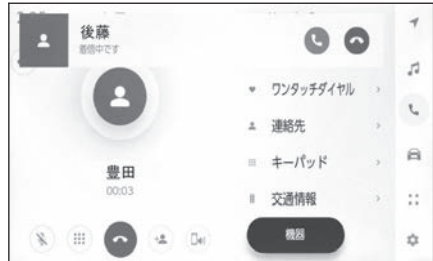 後藤
着信中です
ワンタッチダイヤル
連絡先
キーパッド
豊田
00:03
交通情報
機器